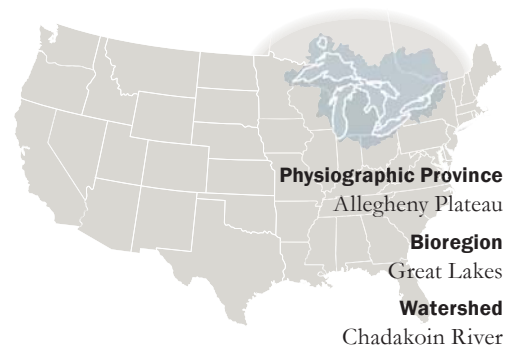 Physiographic Province
Allegheny Plateau
Bioregion
Great Lakes
Watershed
Chadakoin River